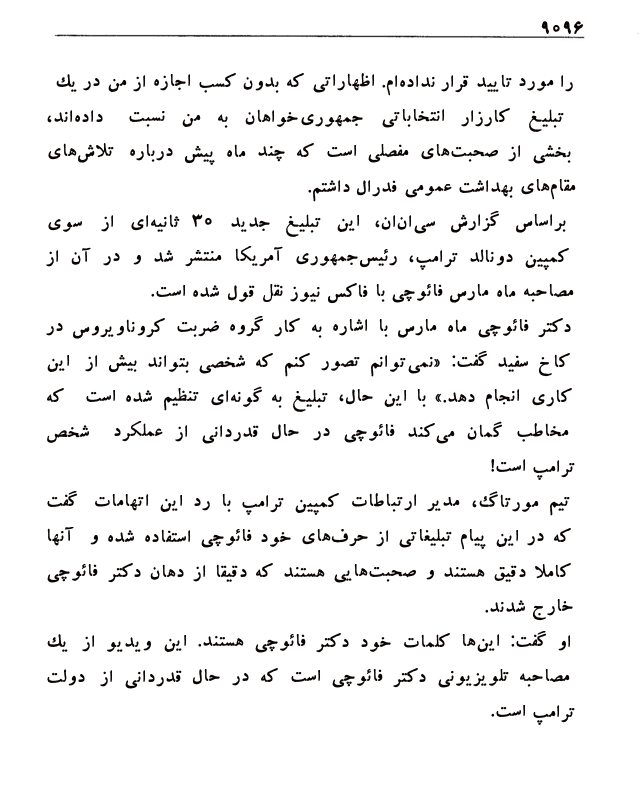 ۹۰۹۶
را مورد تایید قرار نداده‌ام. اظهاراتی که بدون کسب اجازه از من در یك
تبلیغ کارزار انتخاباتی جمهوری‌خواهان به من نسبت داده‌اند،
بخشی از صحبت‌های مفصلی است که چند ماه پیش درباره تلاش‌های
مقام‌های بهداشت عمومی فدرال داشتم.
براساس گزارش سی‌ان‌ان، این تبلیغ جدید ۳۰ ثانیه‌ای از سوی
کمپین دونالد ترامپ، رئیس‌جمهوری آمریکا منتشر شد و در آن از
مصاحبه ماه مارس فائوچی با فاکس نیوز نقل قول شده است.
دکتر فائوچی ماه مارس با اشاره به کار گروه ضربت کروناویروس در
کاخ سفید گفت: «نمی‌توانم تصور کنم که شخصی بتواند بیش از این
کاری انجام دهد.» با این حال، تبلیغ به گونه‌ای تنظیم شده است که
مخاطب گمان می‌کند فائوچی در حال قدردانی از عملکرد شخص
ترامپ است!
تیم مورتاگ، مدیر ارتباطات کمپین ترامپ با رد این اتهامات گفت
که در این پیام تبلیغاتی از حرف‌های خود فائوچی استفاده شده و آنها
کاملا دقیق هستند و صحبت‌هایی هستند که دقیقا از دهان دکتر فائوچی
خارج شدند.
او گفت: این‌ها کلمات خود دکتر فائوچی هستند. این ویدیو از یك
مصاحبه تلویزیونی دکتر فائوچی است که در حال قدردانی از دولت
ترامپ است.